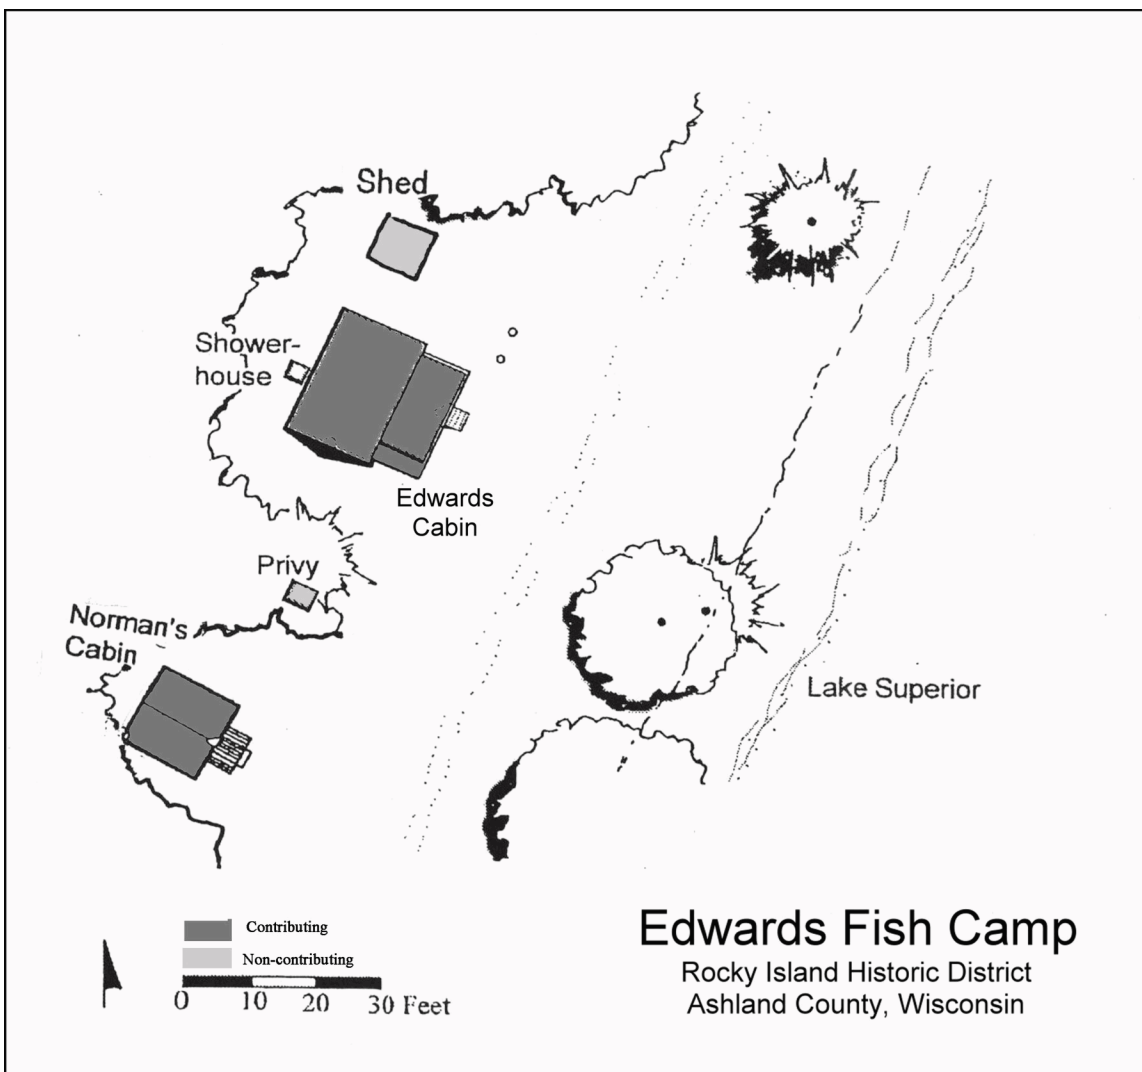 Shed
Shower-
house
Edwards
Cabin
Privy
Norman's
Cabin
Lake Superior
Contributing
Non-contributing
0 10 20 30 Feet
Edwards Fish Camp
Rocky Island Historic District
Ashland County, Wisconsin